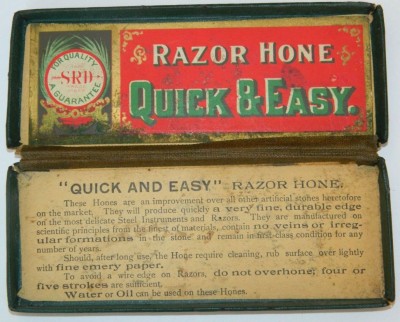 FOR QUALITY
SRD
A GUARANTEE
RAZOR HONE
QUICK & EASY.
"QUICK AND EASY" RAZOR HONE.
These Hones are an improvement over all other artificial stones heretofore
on the market. They will produce quickly a very fine, durable edge
on the most delicate Steel Instruments and Razors. They are manufactured on
scientific principles from the finest of materials, contain no veins or irreg-
ular formations in the stone and remain in first-class condition for any
number of years.
Should, after long use, the Hone require cleaning, rub surface over lightly
with fine emery paper.
To avoid a wire edge on Razors, do not overhone, four or
five strokes are sufficient.
Water or Oil can be used on these Hones.